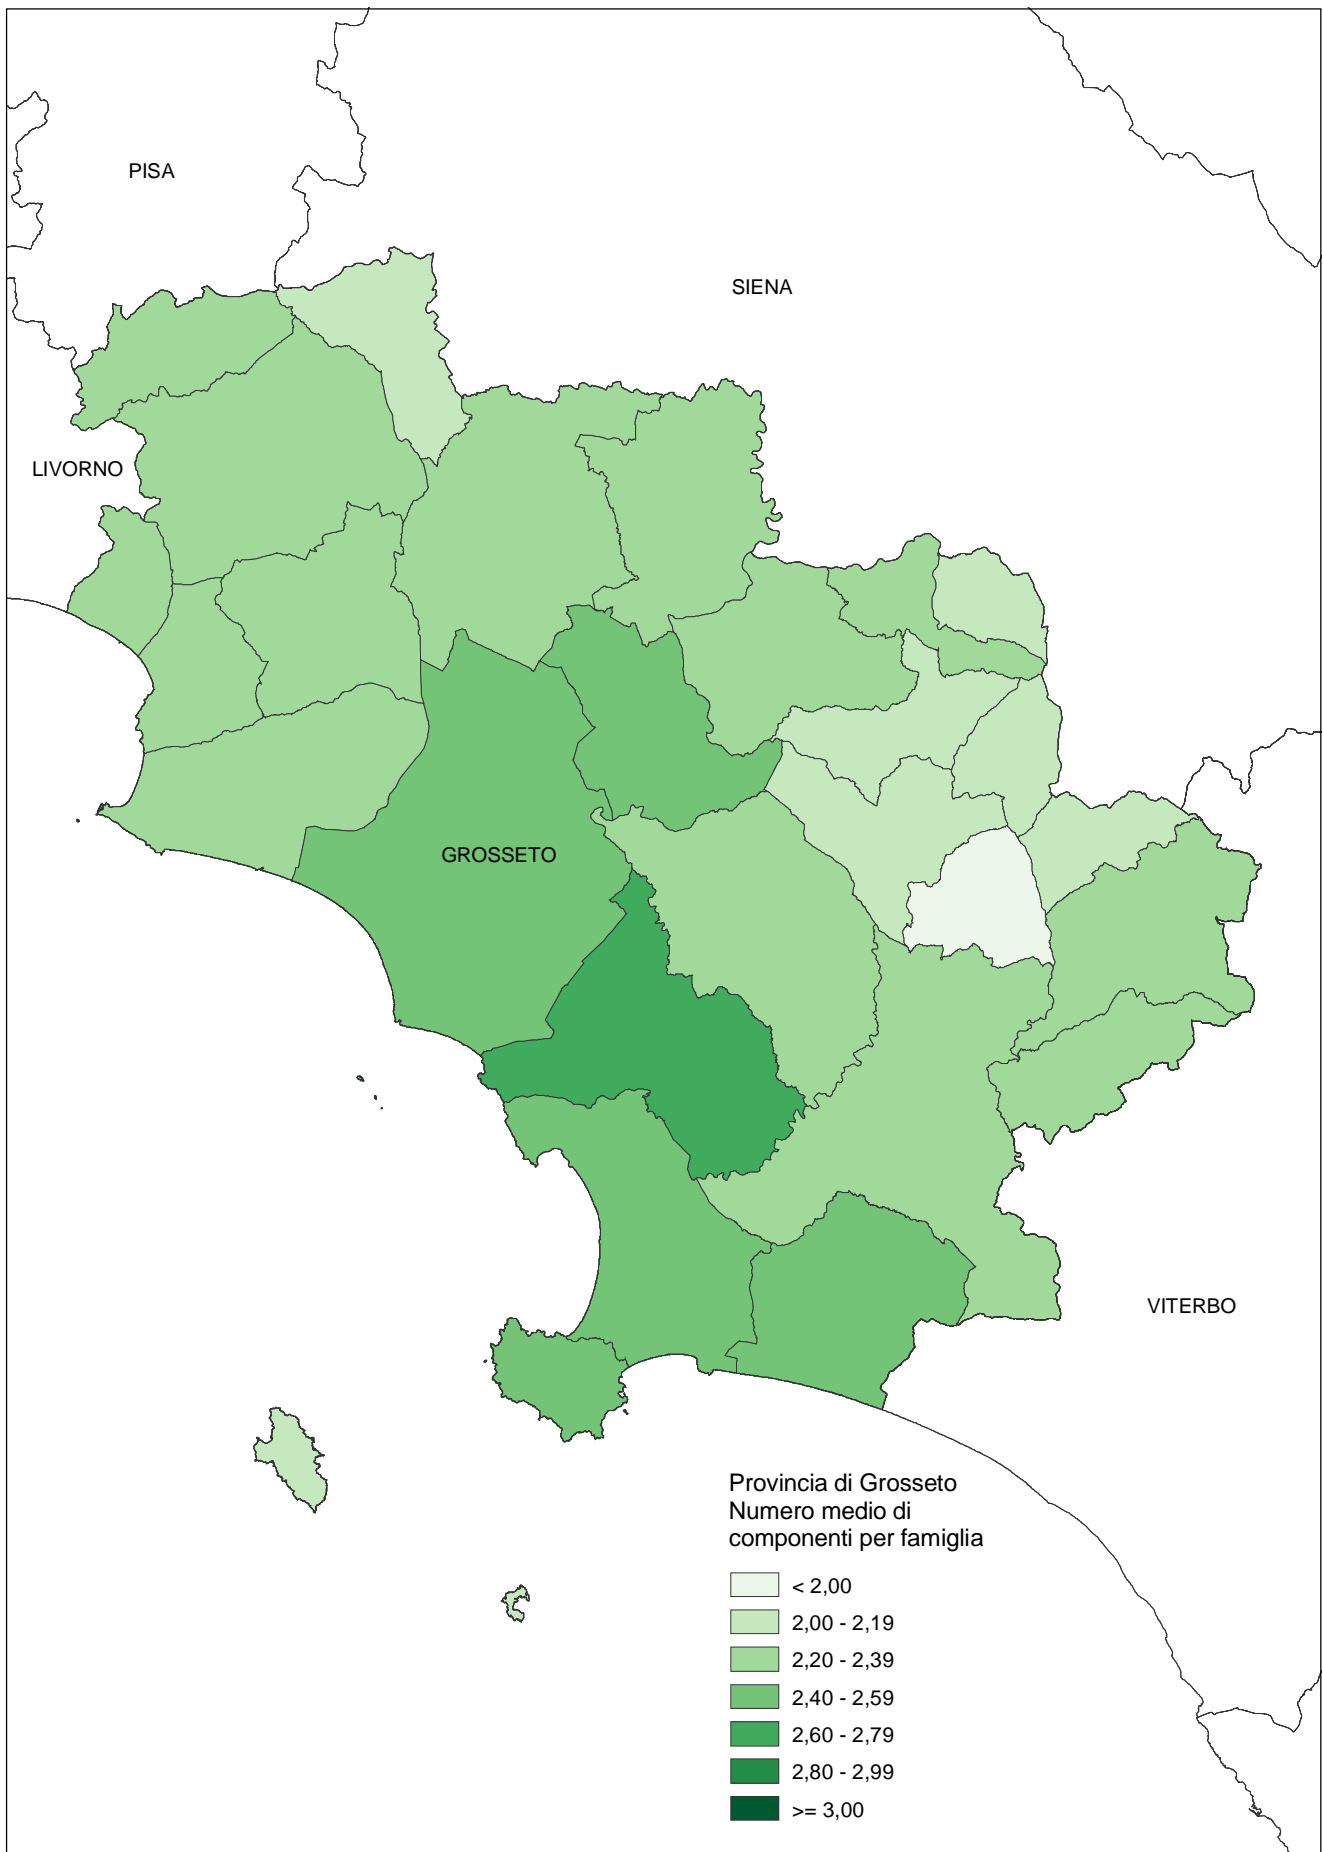 PISA
SIENA
LIVORNO
GROSSETO
VITERBO
Provincia di Grosseto
Numero medio di
componenti per famiglia
< 2,00
2,00 - 2,19
2,20 - 2,39
2,40 - 2,59
2,60 - 2,79
2,80 - 2,99
>= 3,00